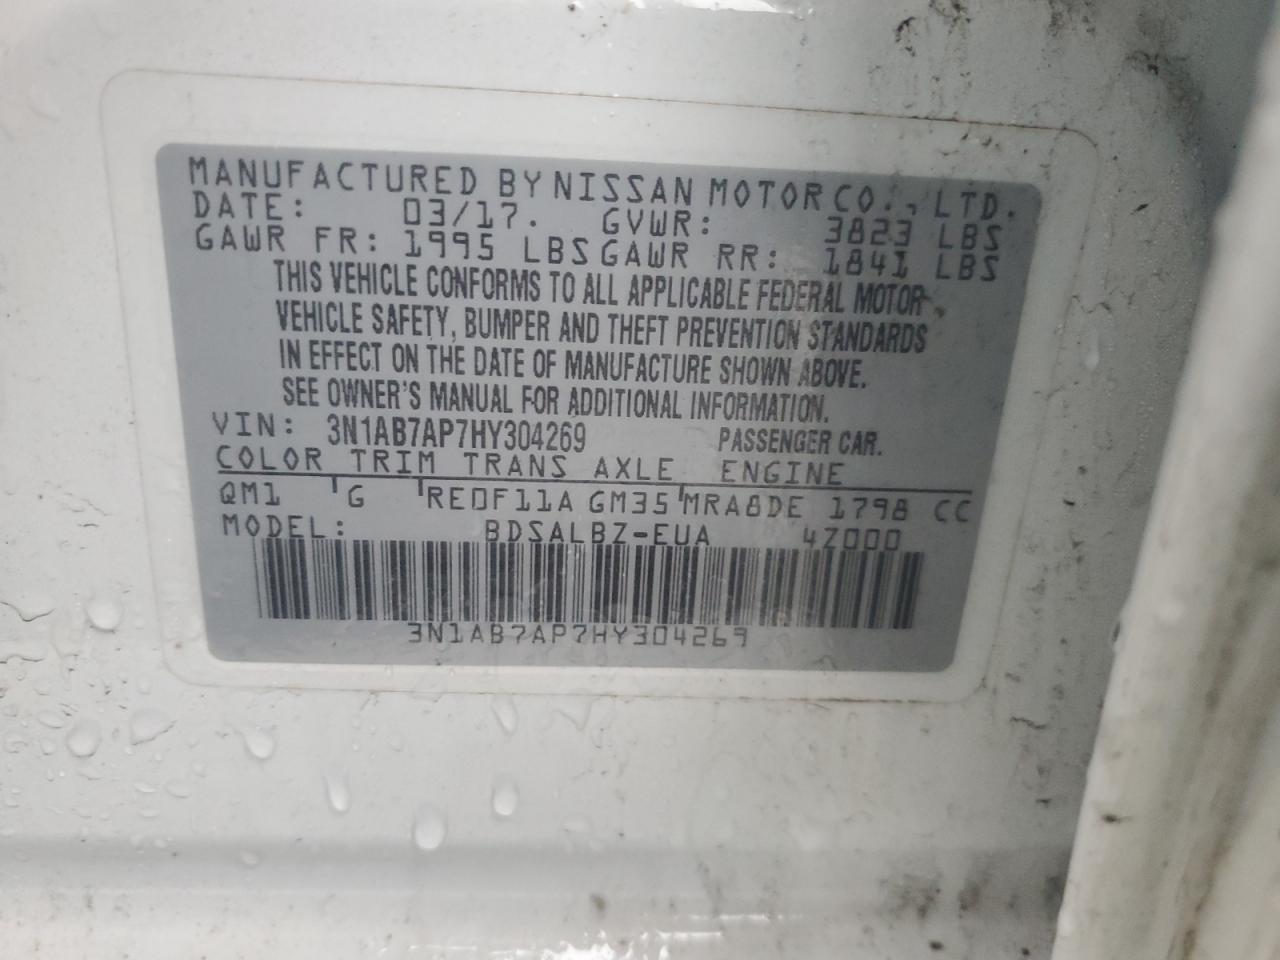 MANUFACTURED BY NISSAN MOTOR CO., LTD.
DATE: 03/17. GVWR: 3823 LBS
GAWR FR: 1995 LBS GAWR RR: 1841 LBS
THIS VEHICLE CONFORMS TO ALL APPLICABLE FEDERAL MOTOR
VEHICLE SAFETY, BUMPER AND THEFT PREVENTION STANDARDS
IN EFFECT ON THE DATE OF MANUFACTURE SHOWN ABOVE.
SEE OWNER'S MANUAL FOR ADDITIONAL INFORMATION.
VIN: 3N1AB7AP7HY304269 PASSENGER CAR.
COLOR TRIM TRANS AXLE ENGINE
QM1 G RE0F11A GM35 MRA8DE 1798 CC
MODEL: BDSALBZ-EUA 4Z000
3N1AB7AP7HY304269